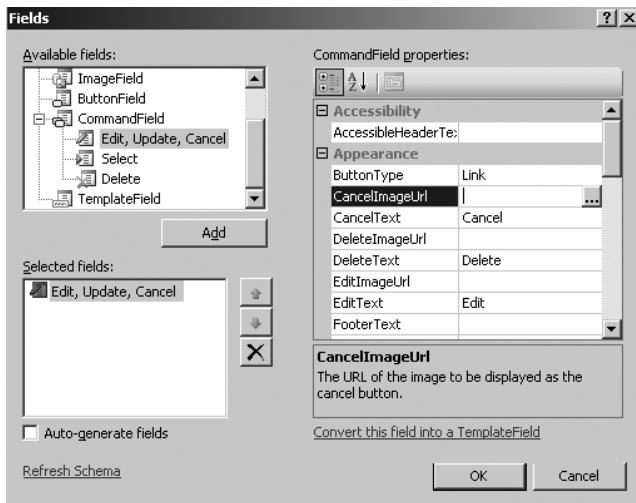 Fields
Available fields:
ImageField
ButtonField
CommandField
Edit, Update, Cancel
Select
Delete
TemplateField
Add
Selected fields:
Edit, Update, Cancel
Auto-generate fields
Refresh Schema
CommandField properties:
Accessibility
AccessibleHeaderTe
Appearance
ButtonType Link
CancelImageUrl ...
CancelText Cancel
DeleteImageUrl
DeleteText Delete
EditImageUrl
EditText Edit
FooterText
CancelImageUrl
The URL of the image to be displayed as the
cancel button.
Convert this field into a TemplateField
OK Cancel